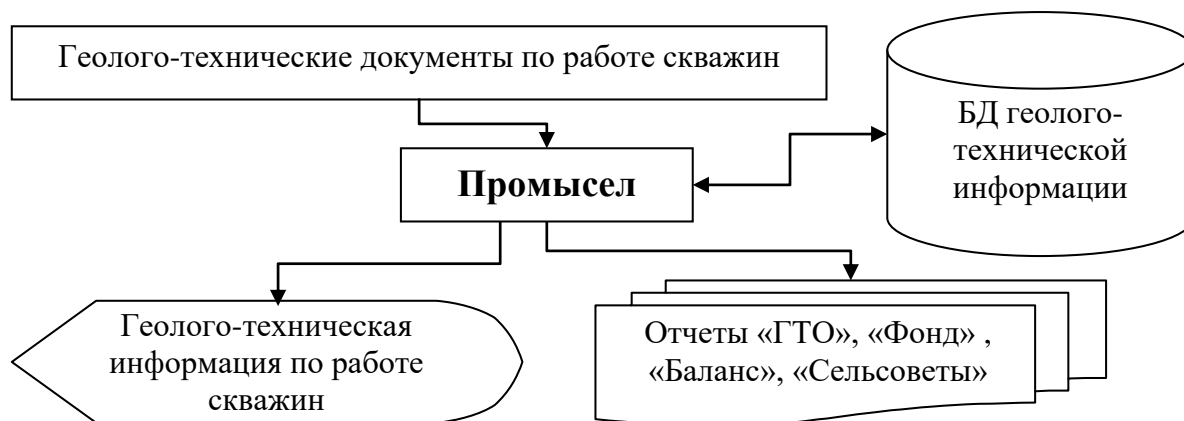 Геолого-технические документы по работе скважин
БД геолого-
технической
информации
Промысел
Геолого-техническая
информация по работе
скважин
Отчеты «ГТО», «Фонд» ,
«Баланс», «Сельсоветы»